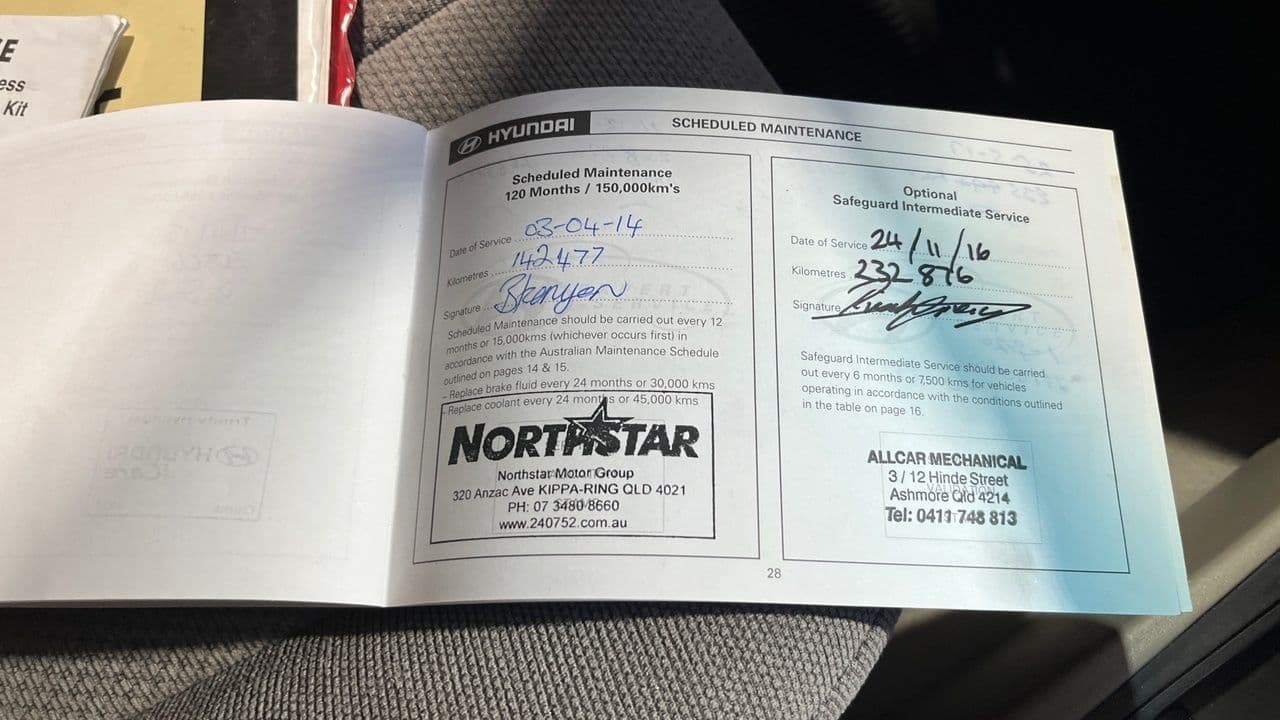 E
ess
Kit
HYUNDAI
SCHEDULED MAINTENANCE
Scheduled Maintenance
120 Months / 150,000km's
Date of Service 03-04-14
Kilometres 142477
Signature
Scheduled Maintenance should be carried out every 12
months or 15,000kms (whichever occurs first) in
accordance with the Australian Maintenance Schedule
outlined on pages 14 & 15.
- Replace brake fluid every 24 months or 30,000 kms
- Replace coolant every 24 months or 45,000 kms
NORTHSTAR
Northstar Motor Group
320 Anzac Ave KIPPA-RING QLD 4021
PH: 07 3480 8660
www.240752.com.au
Optional
Safeguard Intermediate Service
Date of Service 24/11/16
Kilometres 232 876
Signature
Safeguard Intermediate Service should be carried
out every 6 months or 7,500 kms for vehicles
operating in accordance with the conditions outlined
in the table on page 16.
ALLCAR MECHANICAL
3 / 12 Hinde Street
Ashmore Qld 4214
Tel: 0411 748 813
28